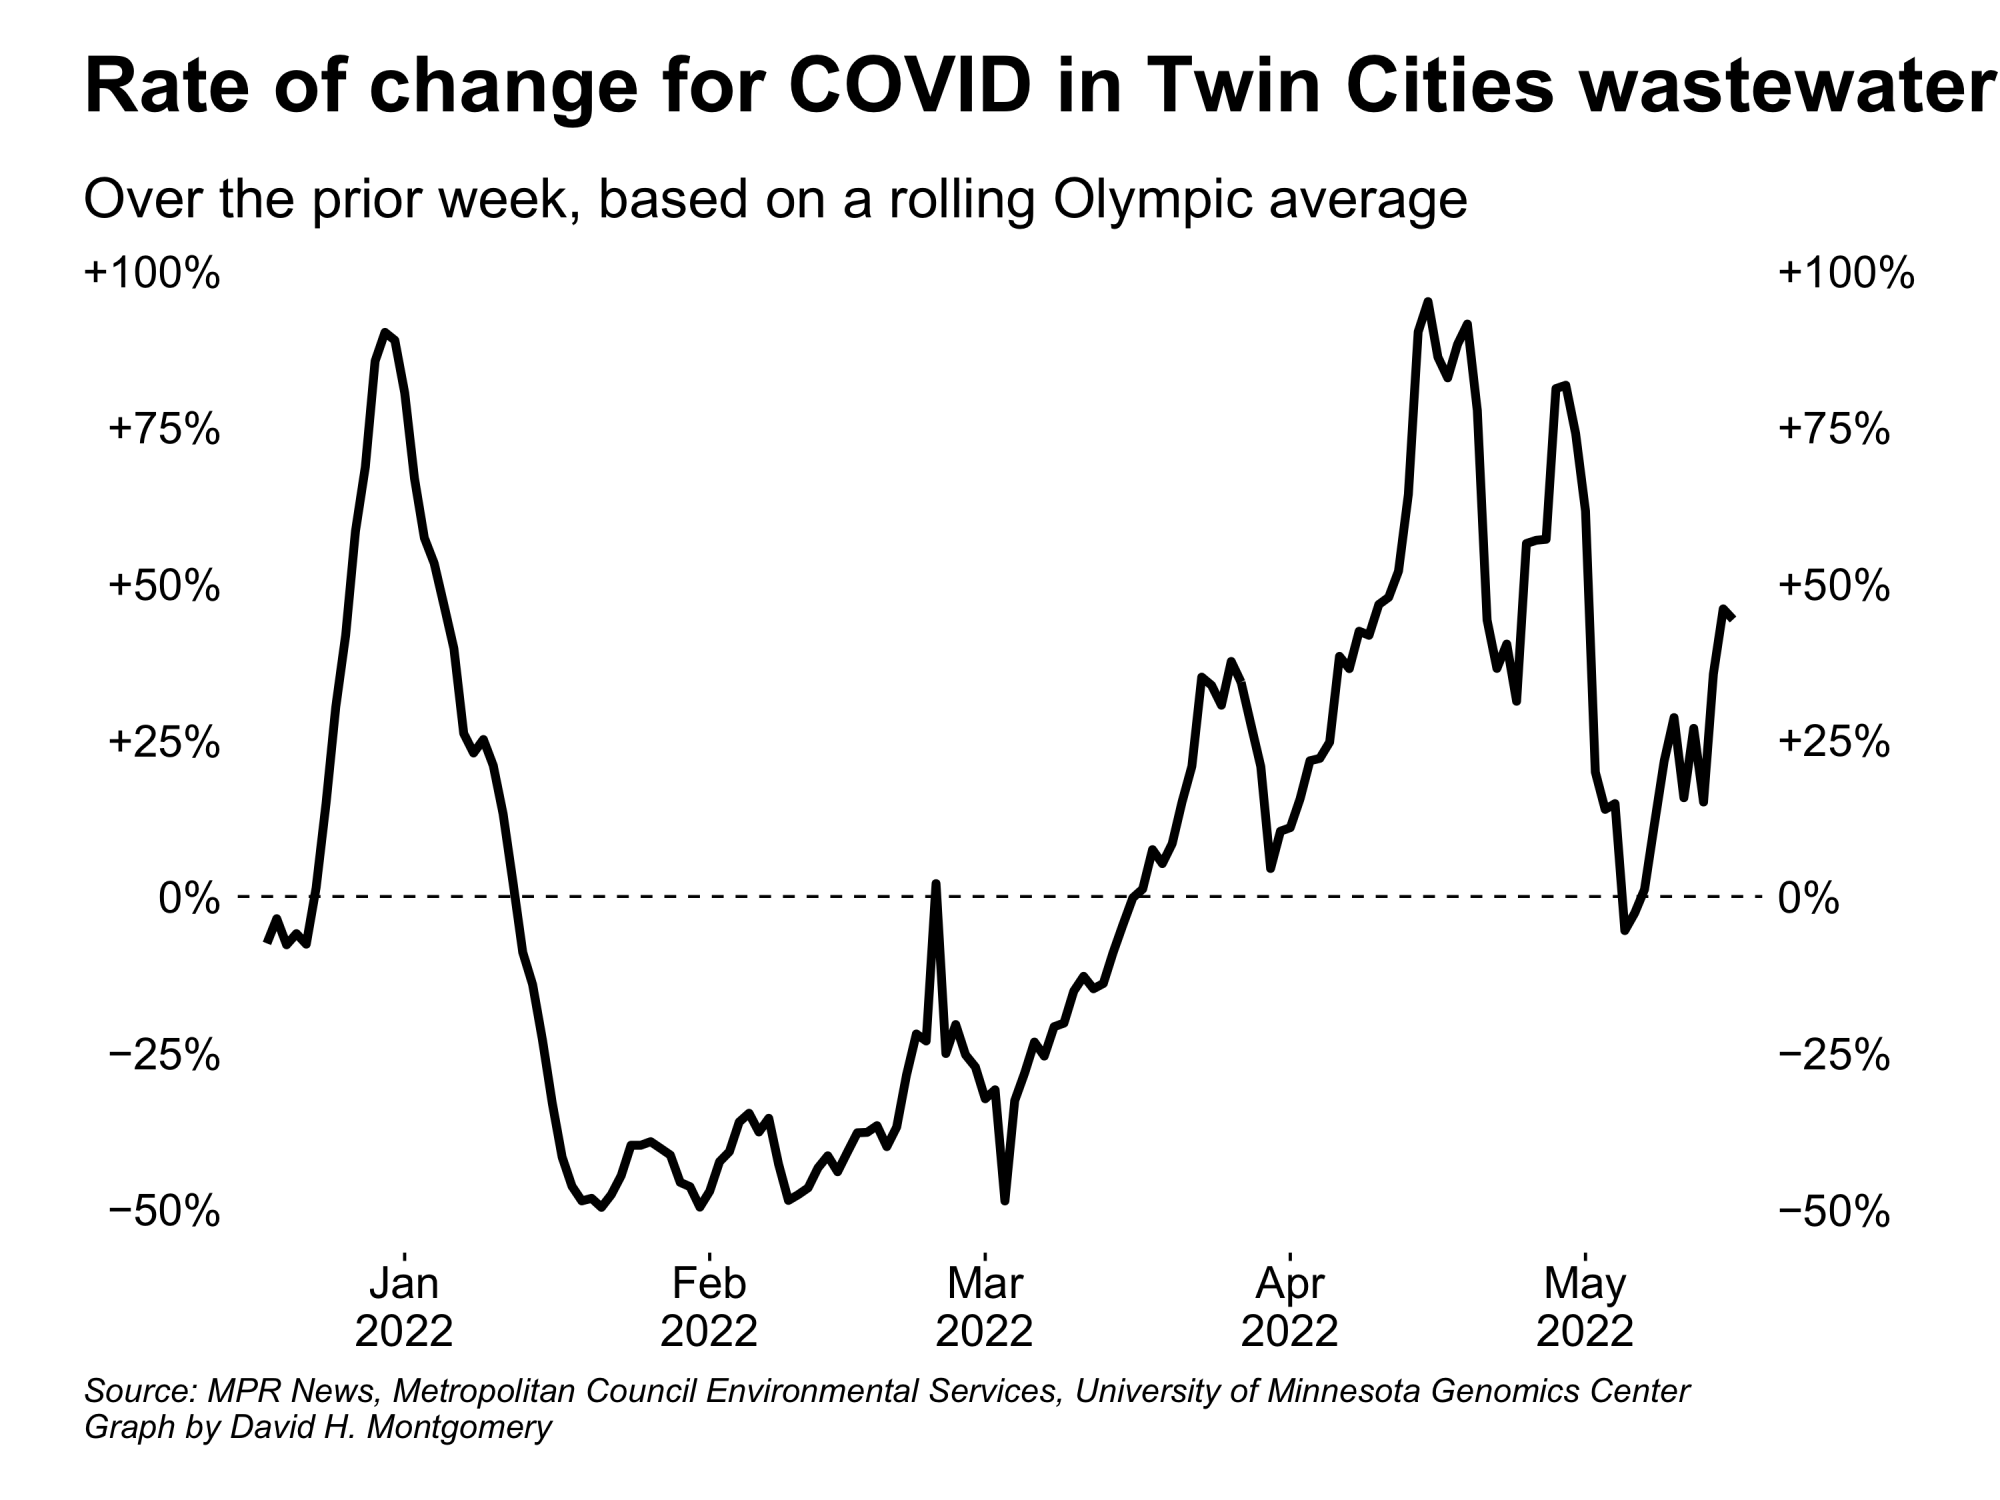 Rate of change for COVID in Twin Cities wastewater
Over the prior week, based on a rolling Olympic average
+100% +100%
+75% +75%
+50% +50%
+25% +25%
0% 0%
−25% −25%
−50% −50%
Jan Feb Mar Apr May
2022 2022 2022 2022 2022
Source: MPR News, Metropolitan Council Environmental Services, University of Minnesota Genomics Center
Graph by David H. Montgomery